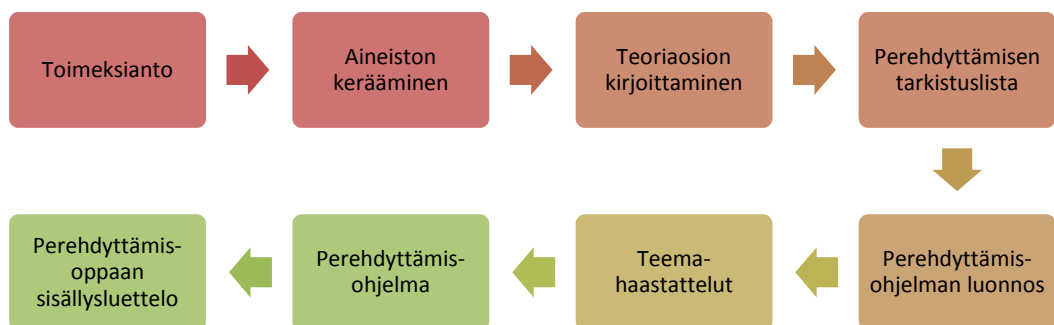 Toimeksianto
Aineiston
kerääminen
Teoriaosion
kirjoittaminen
Perehdyttämisen
tarkistuslista
Perehdyttämis-
ohjelman luonnos
Teema-
haastattelut
Perehdyttämis-
ohjelma
Perehdyttämis-
oppaan
sisällysluettelo